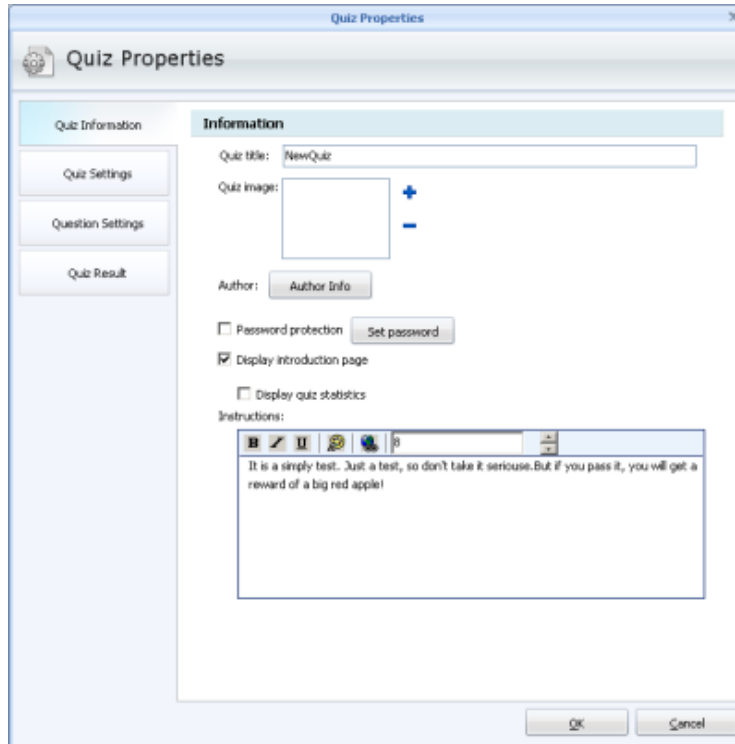 Quiz Properties
Quiz Properties
Quiz Information
Quiz Settings
Question Settings
Quiz Result
Information
Quiz title: NewQuiz
Quiz image:
Author: Author Info
Password protection Set password
Display introduction page
Display quiz statistics
Instructions:
B I U 8
It is a simply test. Just a test, so don't take it seriouse.But if you pass it, you will get a
reward of a big red apple!
OK Cancel